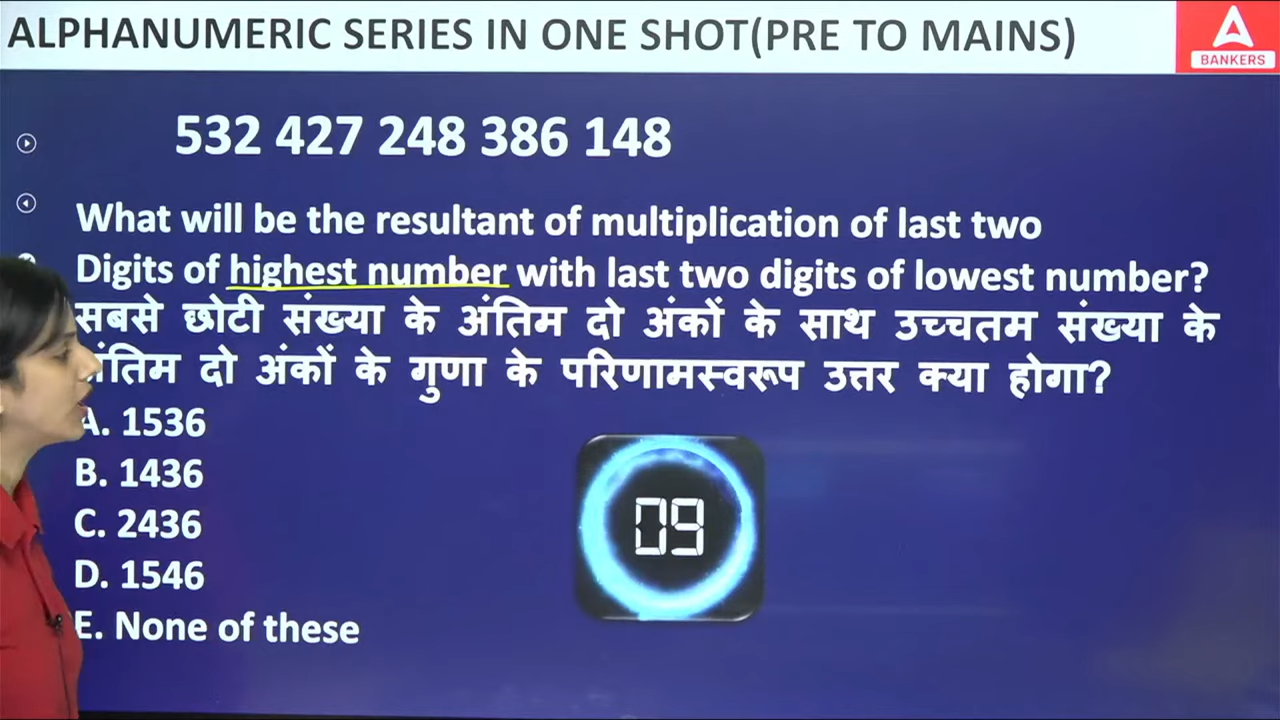 ALPHANUMERIC SERIES IN ONE SHOT(PRE TO MAINS)
A
BANKERS
532 427 248 386 148
What will be the resultant of multiplication of last two
Digits of highest number with last two digits of lowest number?
सबसे छोटी संख्या के अंतिम दो अंकों के साथ उच्चतम संख्या के
अंतिम दो अंकों के गुणा के परिणामस्वरूप उत्तर क्या होगा?
A. 1536
B. 1436
C. 2436
D. 1546
E. None of these
09